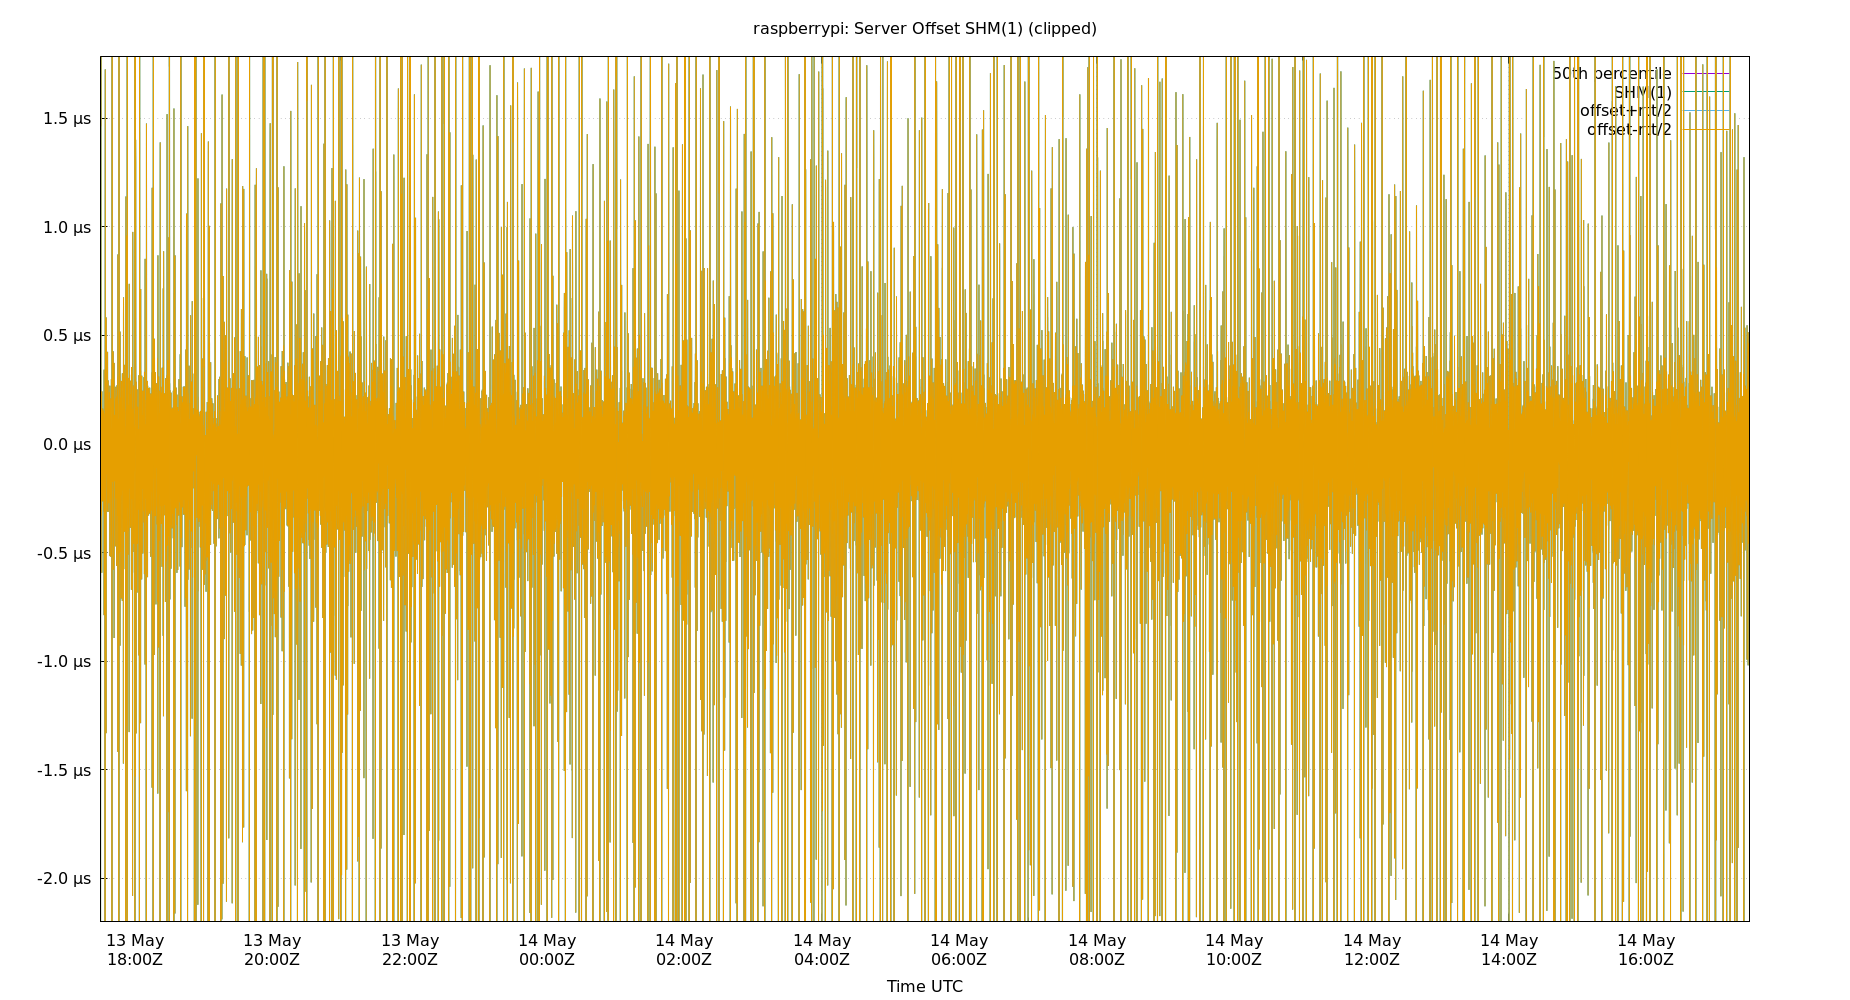 raspberrypi: Server Offset SHM(1) (clipped)
50th percentile
SHM(1)
offset+rtt/2
offset-rtt/2
1.5 µs
1.0 µs
0.5 µs
0.0 µs
-0.5 µs
-1.0 µs
-1.5 µs
-2.0 µs
13 May 13 May 13 May 14 May 14 May 14 May 14 May 14 May 14 May 14 May 14 May 14 May
18:00Z 20:00Z 22:00Z 00:00Z 02:00Z 04:00Z 06:00Z 08:00Z 10:00Z 12:00Z 14:00Z 16:00Z
Time UTC